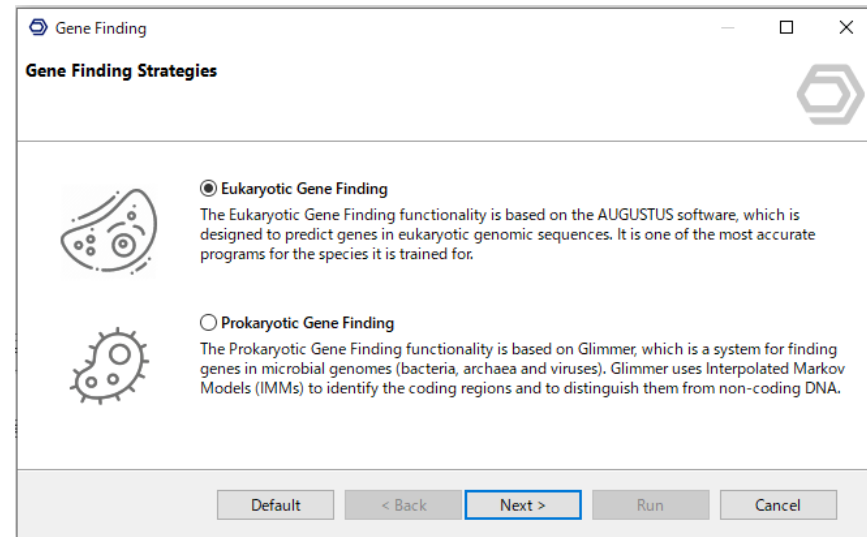 Gene Finding
Gene Finding Strategies
Eukaryotic Gene Finding
The Eukaryotic Gene Finding functionality is based on the AUGUSTUS software, which is
designed to predict genes in eukaryotic genomic sequences. It is one of the most accurate
programs for the species it is trained for.
Prokaryotic Gene Finding
The Prokaryotic Gene Finding functionality is based on Glimmer, which is a system for finding
genes in microbial genomes (bacteria, archaea and viruses). Glimmer uses Interpolated Markov
Models (IMMs) to identify the coding regions and to distinguish them from non-coding DNA.
Default < Back Next > Run Cancel